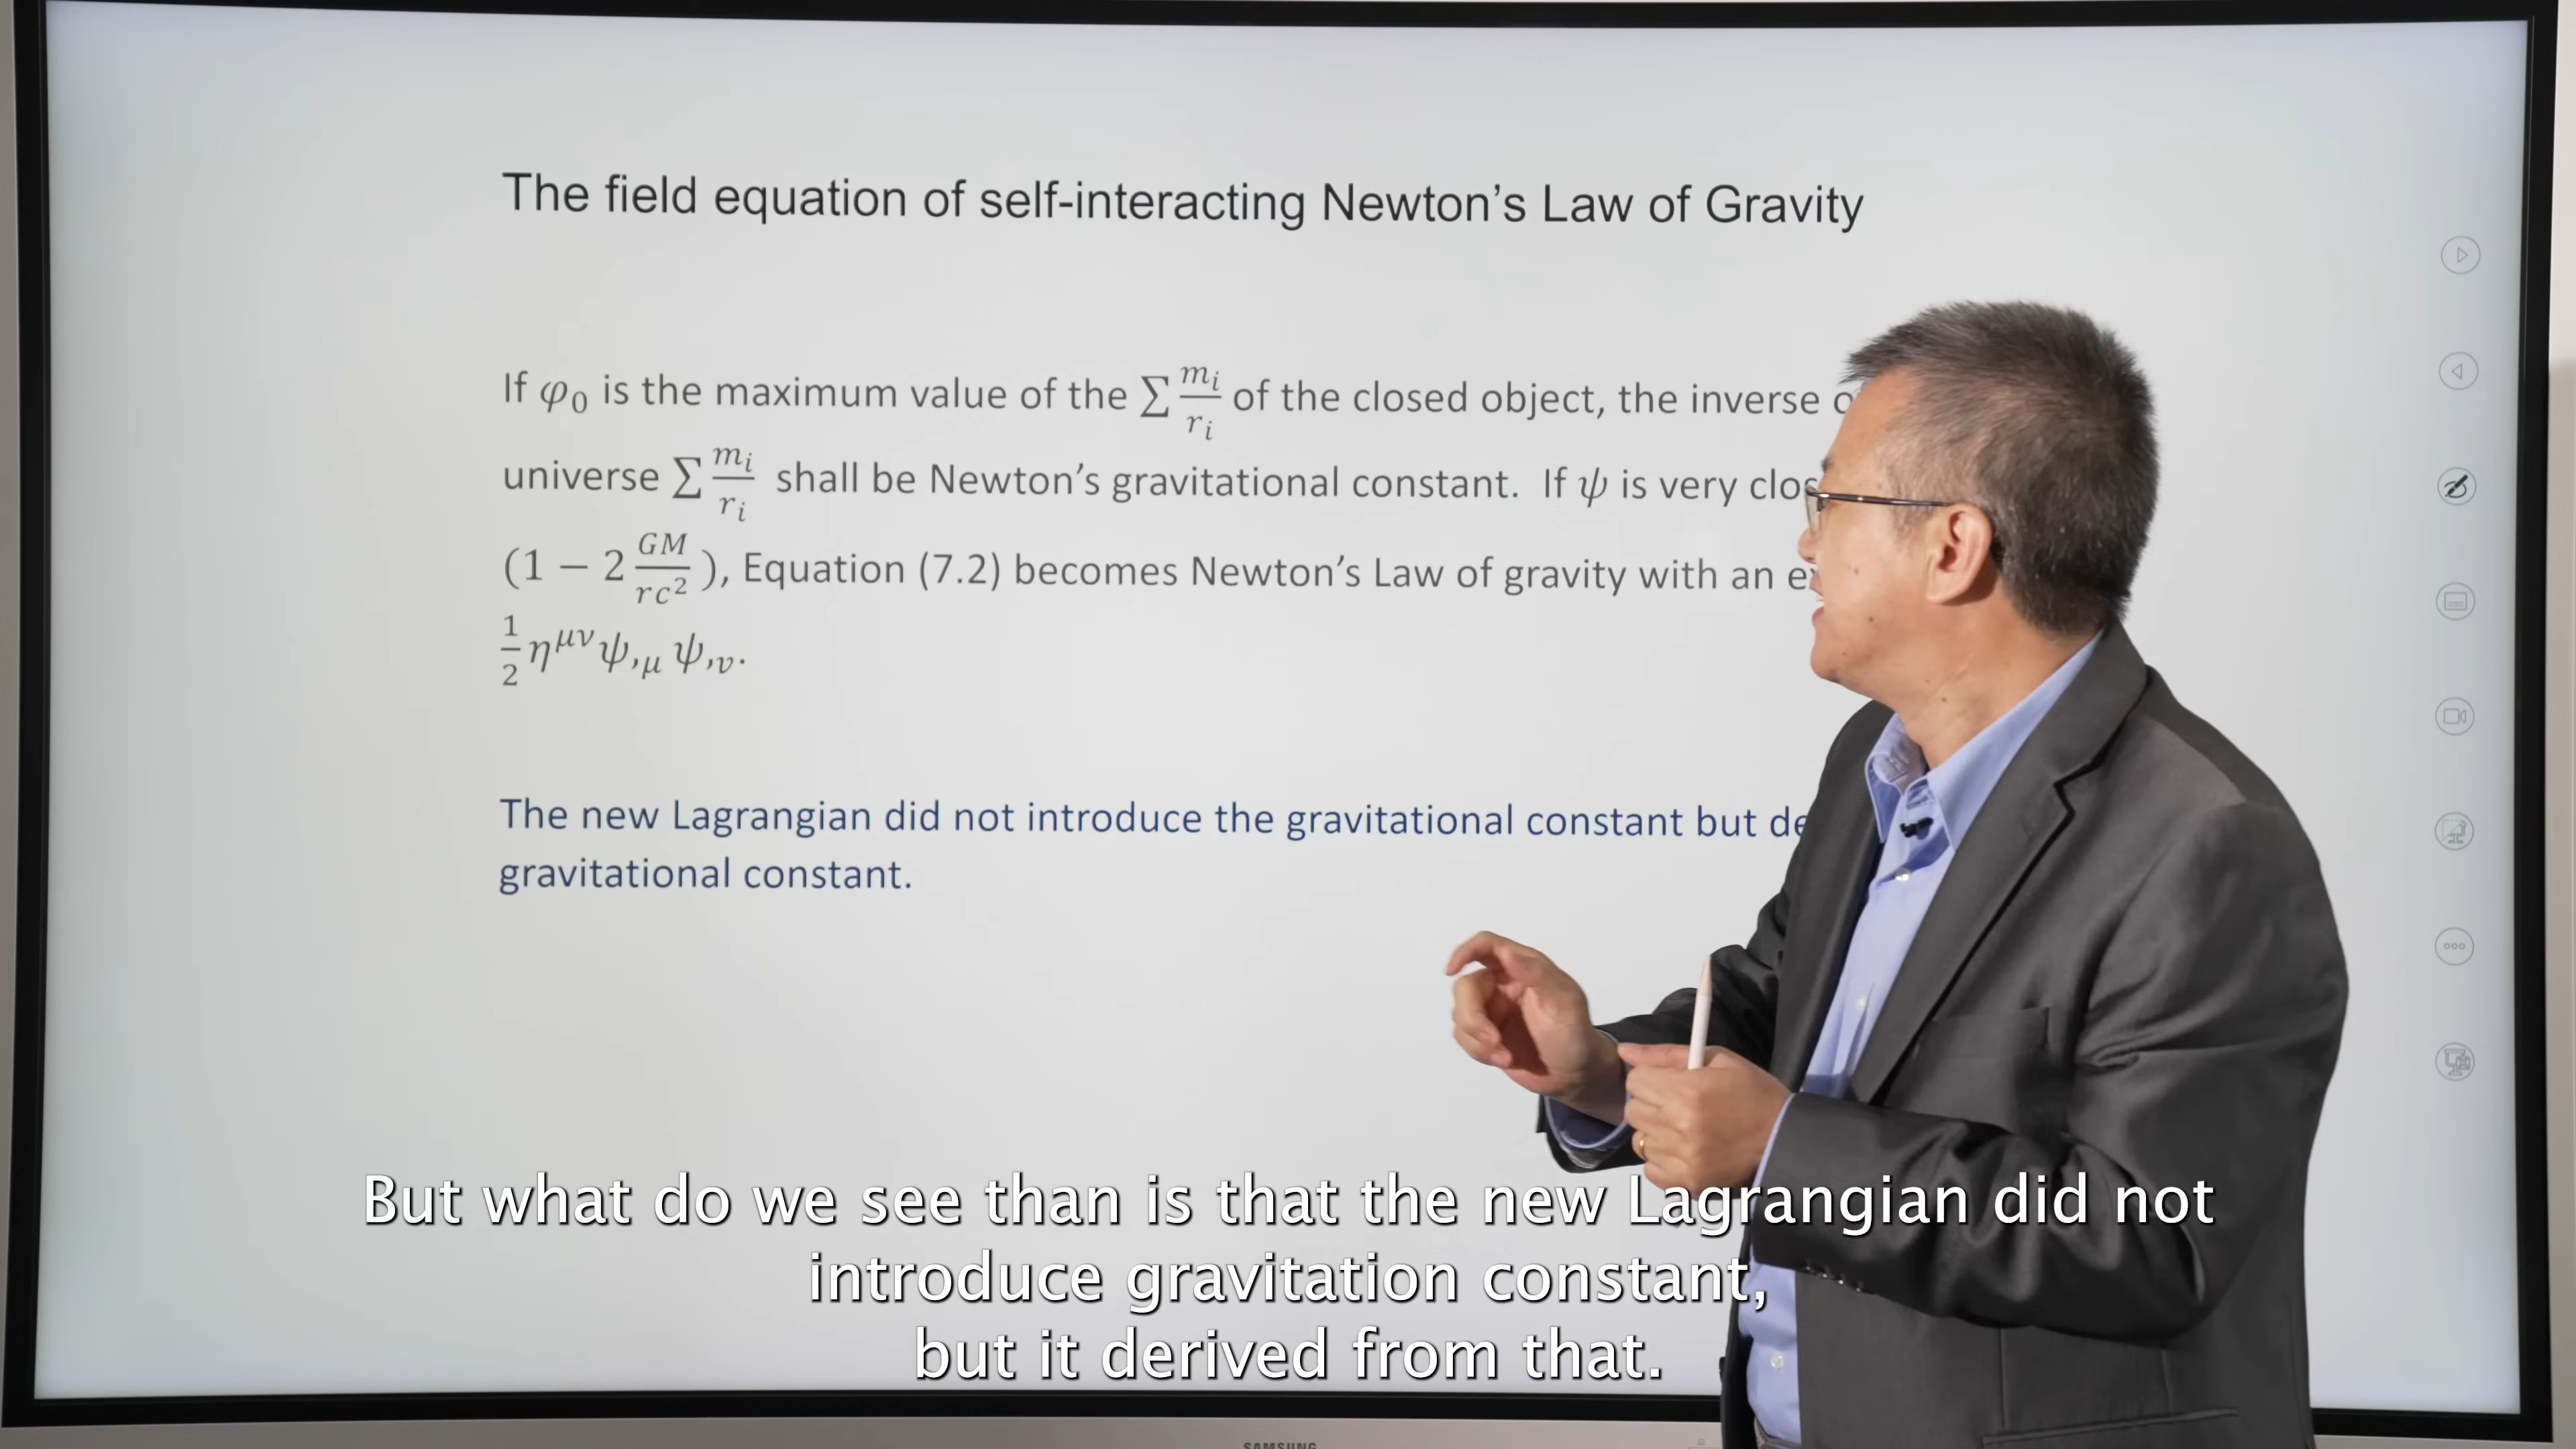 The field equation of self-interacting Newton's Law of Gravity
If φ₀ is the maximum value of the ∑ mᵢ/rᵢ of the closed object, the inverse
universe ∑ mᵢ/rᵢ shall be Newton's gravitational constant. If ψ is very
(1 − 2 GM/rc²), Equation (7.2) becomes Newton's Law of gravity with an
½ η^μν ψ,μ ψ,ν.
The new Lagrangian did not introduce the gravitational constant but
gravitational constant.
But what do we see than is that the new Lagrangian did not
introduce gravitation constant,
but it derived from that.
SAMSUNG